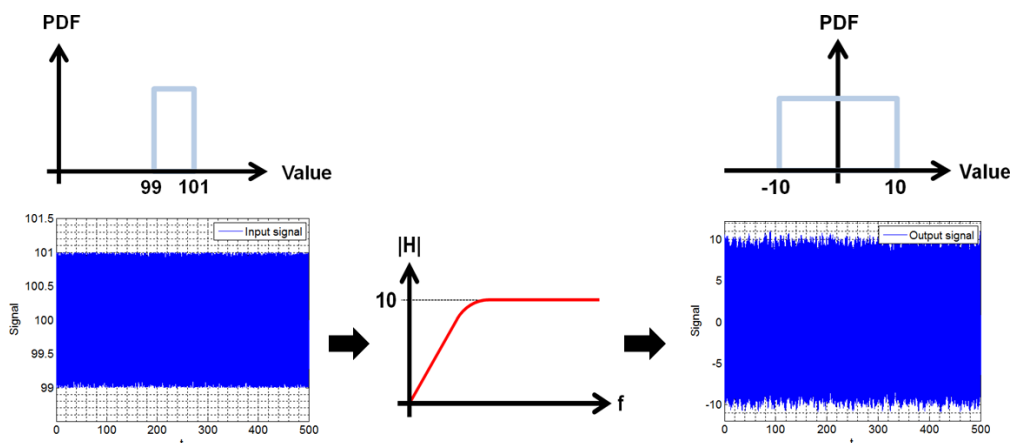 PDF
Value
99 101
PDF
Value
-10 10
101.5
101
100.5
100
99.5
99
Signal
Input signal
0 100 200 300 400 500
|H|
10
f
10
5
0
-5
-10
Signal
Output signal
0 100 200 300 400 500